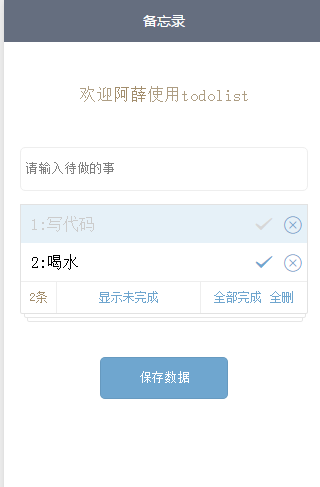 备忘录
欢迎阿薛使用todolist
请输入待做的事
1:写代码
2:喝水
2条 显示未完成 全部完成 全删
保存数据